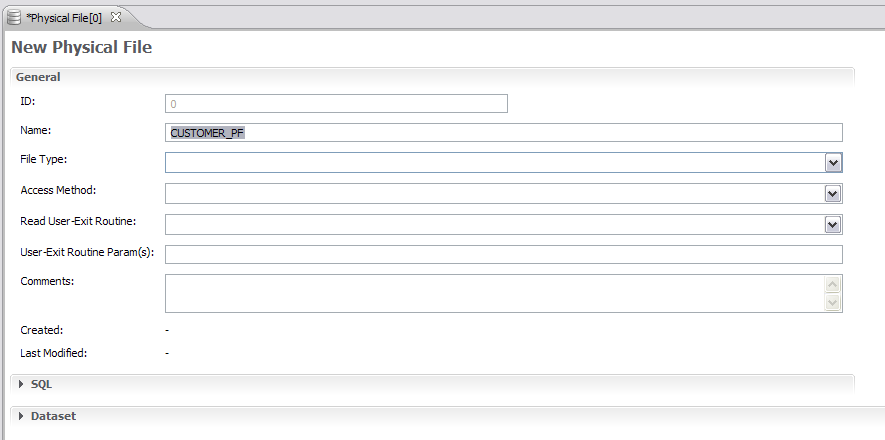 *Physical File[0]
New Physical File
General
ID: 0
Name: CUSTOMER_PF
File Type:
Access Method:
Read User-Exit Routine:
User-Exit Routine Param(s):
Comments:
Created: -
Last Modified: -
SQL
Dataset